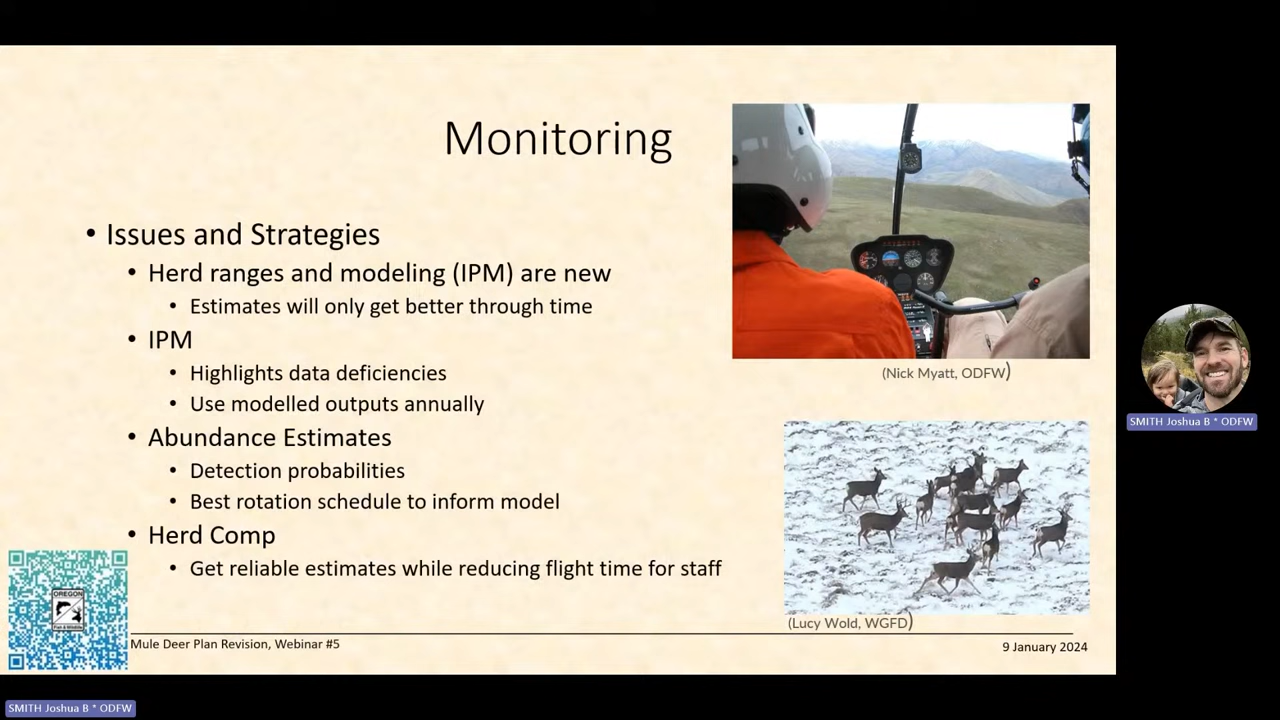 Monitoring
• Issues and Strategies
• Herd ranges and modeling (IPM) are new
• Estimates will only get better through time
• IPM
• Highlights data deficiencies
• Use modelled outputs annually
• Abundance Estimates
• Detection probabilities
• Best rotation schedule to inform model
• Herd Comp
• Get reliable estimates while reducing flight time for staff
(Nick Myatt, ODFW)
(Lucy Wold, WGFD)
OREGON
Fish & Wildlife
Mule Deer Plan Revision, Webinar #5
9 January 2024
SMITH Joshua B * ODFW
SMITH Joshua B * ODFW